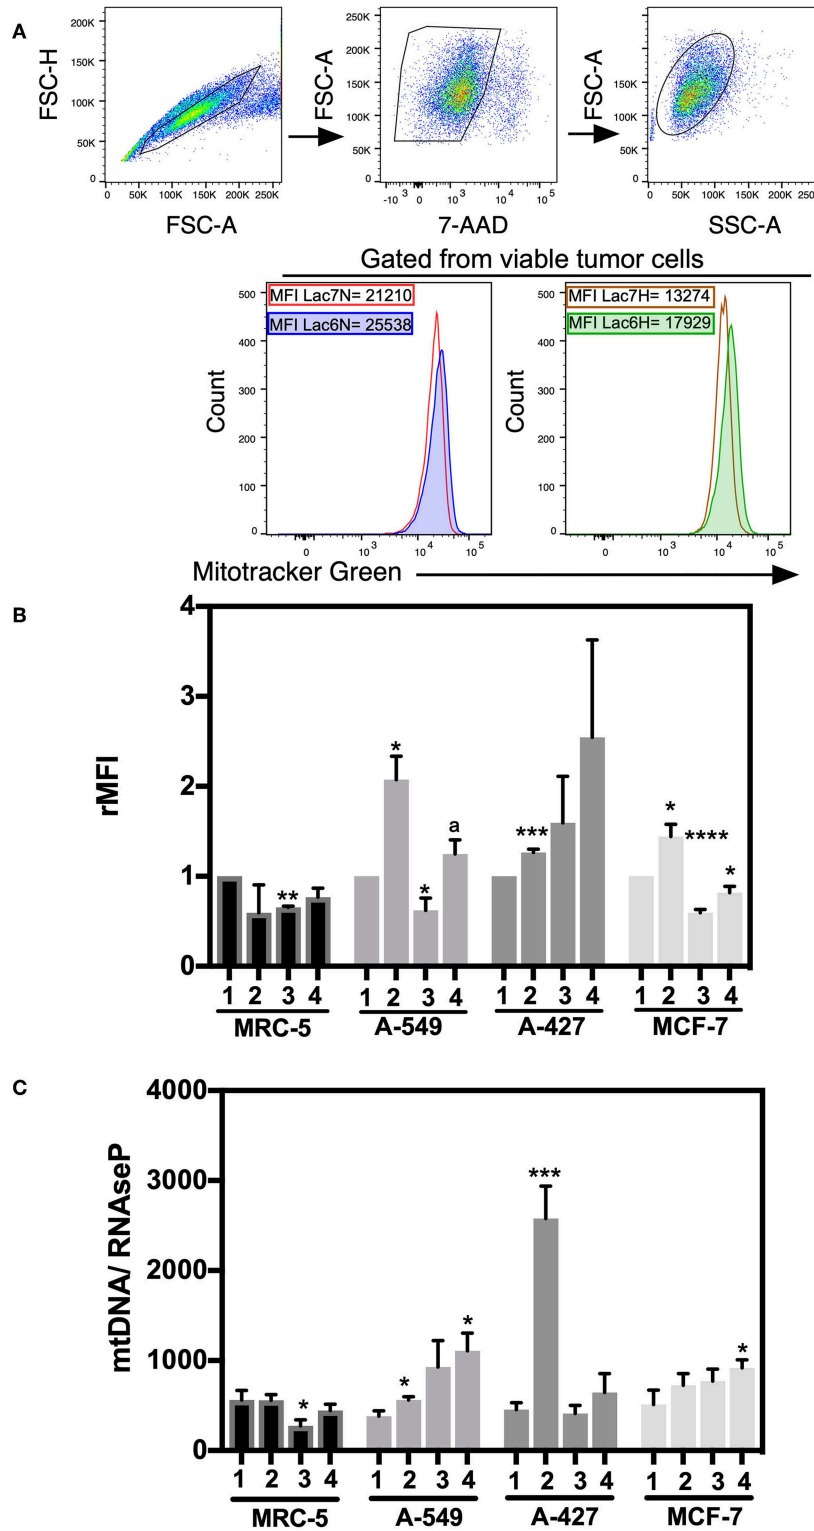 A
FSC-H
200K
150K
100K
50K
0
0 50K 100K 150K 200K 250K
FSC-A
FSC-A
250K
200K
150K
100K
50K
0
-10 3 0 10 3 10 4 10 5
7-AAD
FSC-A
200K
150K
100K
50K
0
0 50K 100K 150K 200K 250
SSC-A
Gated from viable tumor cells
MFI Lac7N= 21210
MFI Lac6N= 25538
Count
500
400
300
200
100
0
0 10 3 10 4 10 5
MFI Lac7H= 13274
MFI Lac6H= 17929
Count
500
400
300
200
100
0
0 10 3 10 4 10 5
Mitotracker Green
B
rMFI
4
3
2
1
0
** * * a *** * **** *
1 2 3 4 1 2 3 4 1 2 3 4 1 2 3 4
MRC-5 A-549 A-427 MCF-7
C
mtDNA/ RNAseP
4000
3000
2000
1000
0
* * * *** *
1 2 3 4 1 2 3 4 1 2 3 4 1 2 3 4
MRC-5 A-549 A-427 MCF-7